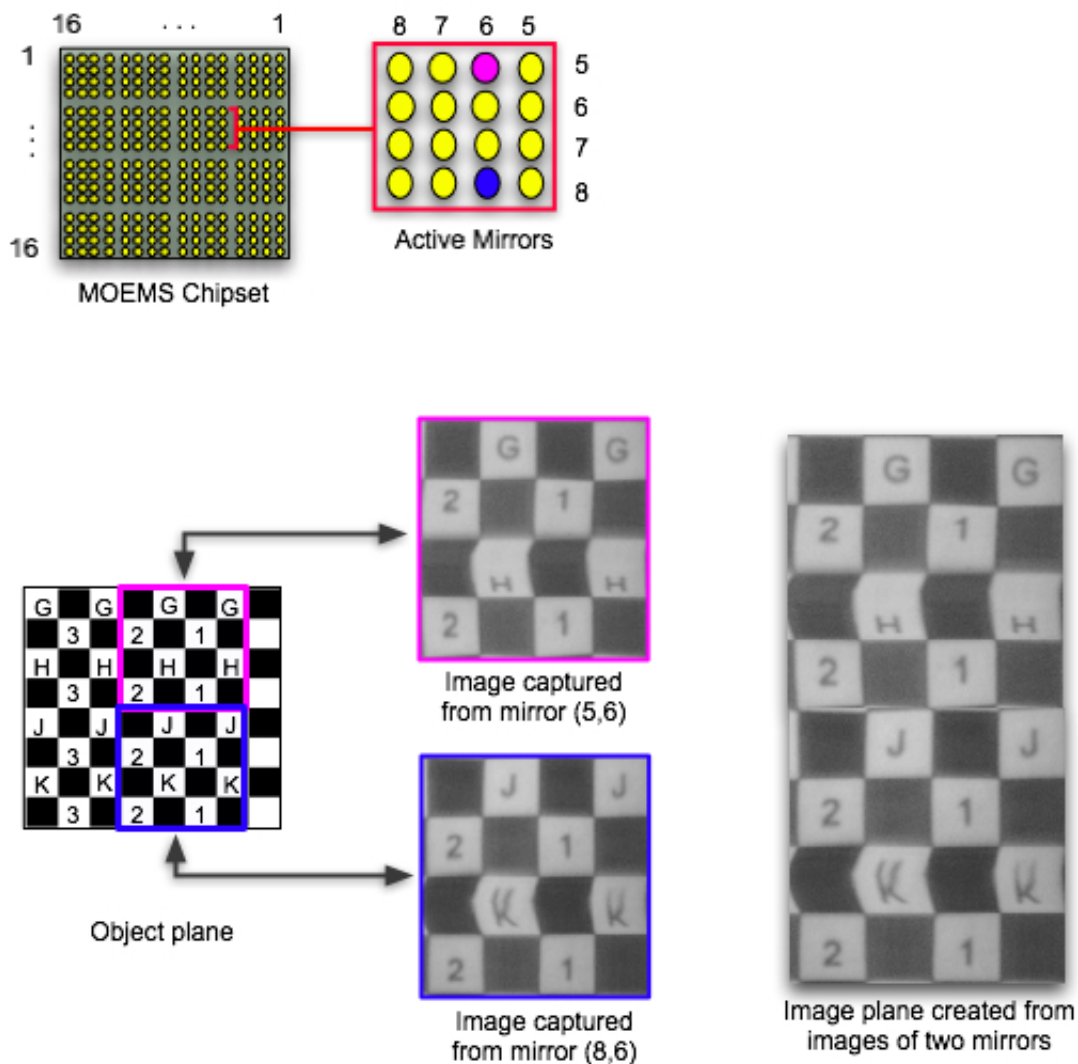 16 . . . 1
1
⋮
16
MOEMS Chipset
8 7 6 5
5
6
7
8
Active Mirrors
G G G G
3 2 1
H H H H
3 2 1
J J J J
3 2 1
K K K K
3 2 1
Object plane
G G
2 1
H H
2 1
Image captured
from mirror (5,6)
J J
2 1
K K
2 1
Image captured
from mirror (8,6)
G G
2 1
H H
2 1
J J
2 1
K K
2 1
Image plane created from
images of two mirrors